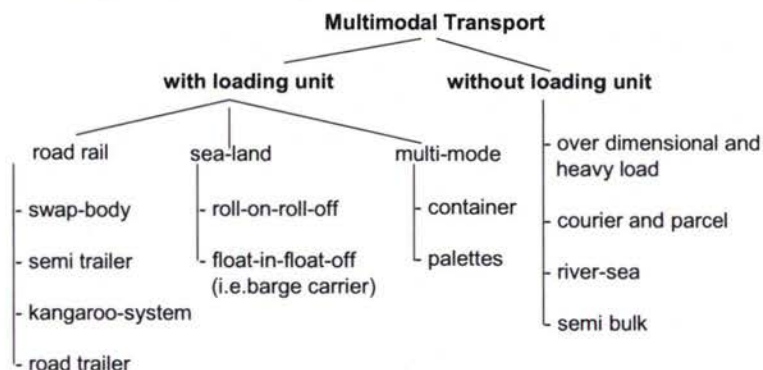 Multimodal Transport
with loading unit
without loading unit
road rail
- swap-body
- semi trailer
- kangaroo-system
- road trailer
sea-land
- roll-on-roll-off
- float-in-float-off
(i.e.barge carrier)
multi-mode
- container
- palettes
- over dimensional and
heavy load
- courier and parcel
- river-sea
- semi bulk